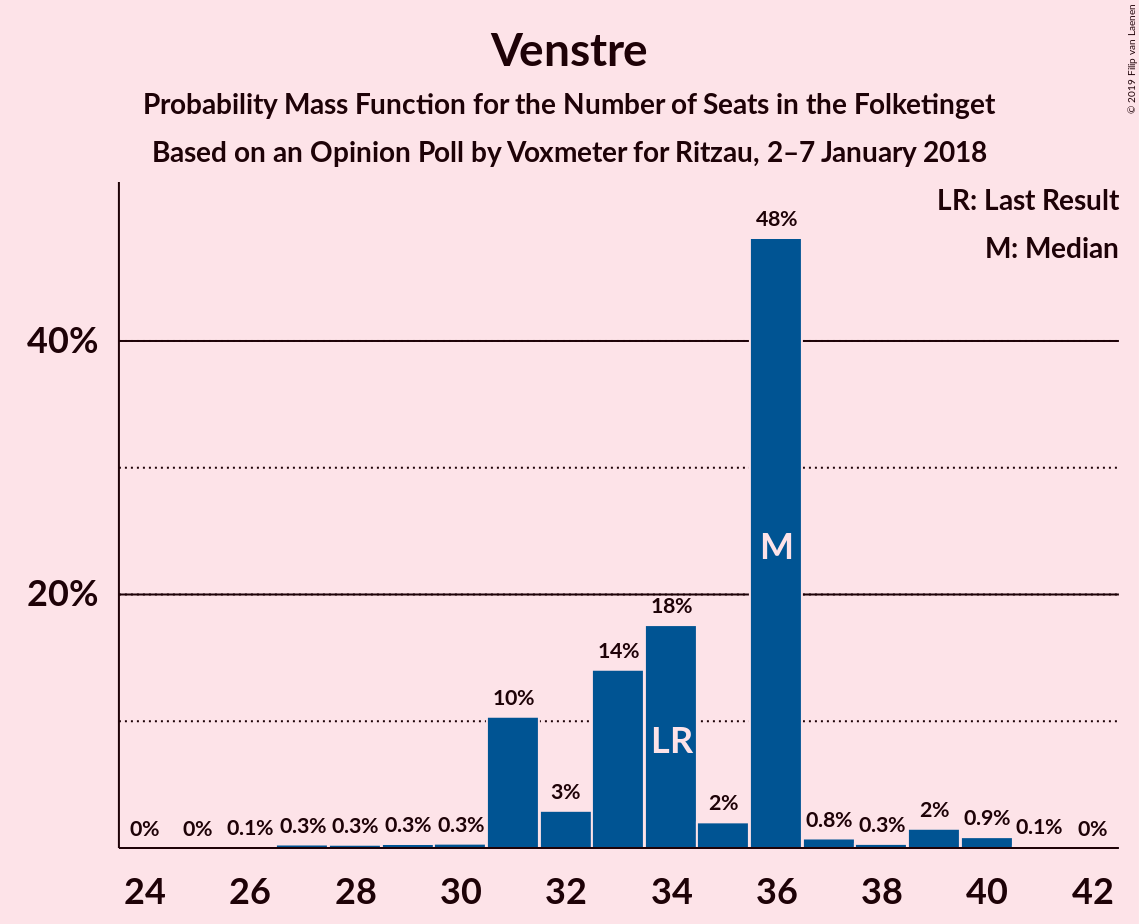 Venstre
Probability Mass Function for the Number of Seats in the Folketinget
Based on an Opinion Poll by Voxmeter for Ritzau, 2–7 January 2018
© 2019 Filip van Laenen
LR: Last Result
M: Median
40%
20%
0%
0%
0.1%
0.3%
0.3%
0.3%
0.3%
10%
3%
14%
18%
2%
48%
0.8%
0.3%
2%
0.9%
0.1%
0%
LR
M
24 26 28 30 32 34 36 38 40 42